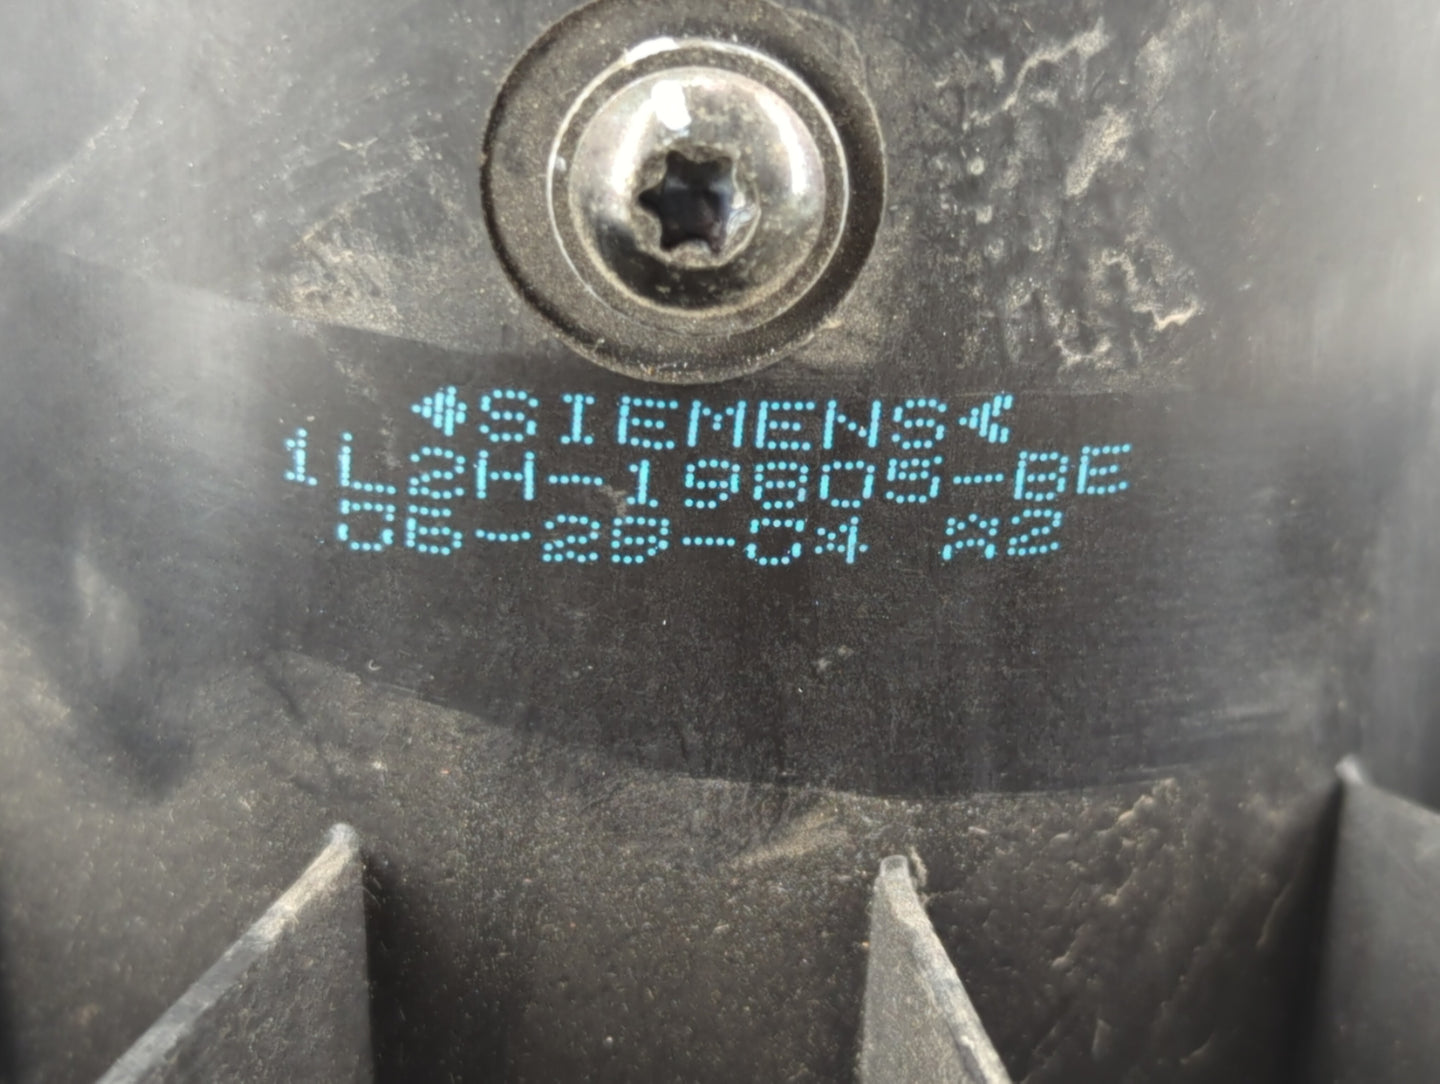 SIEMENS
1L2H-19805-BE
06-28-04 A2